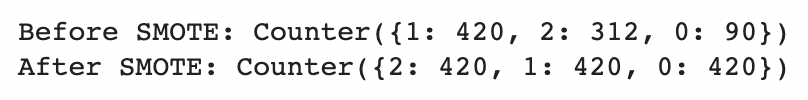 Before SMOTE: Counter({1: 420, 2: 312, 0: 90})
After SMOTE: Counter({2: 420, 1: 420, 0: 420})